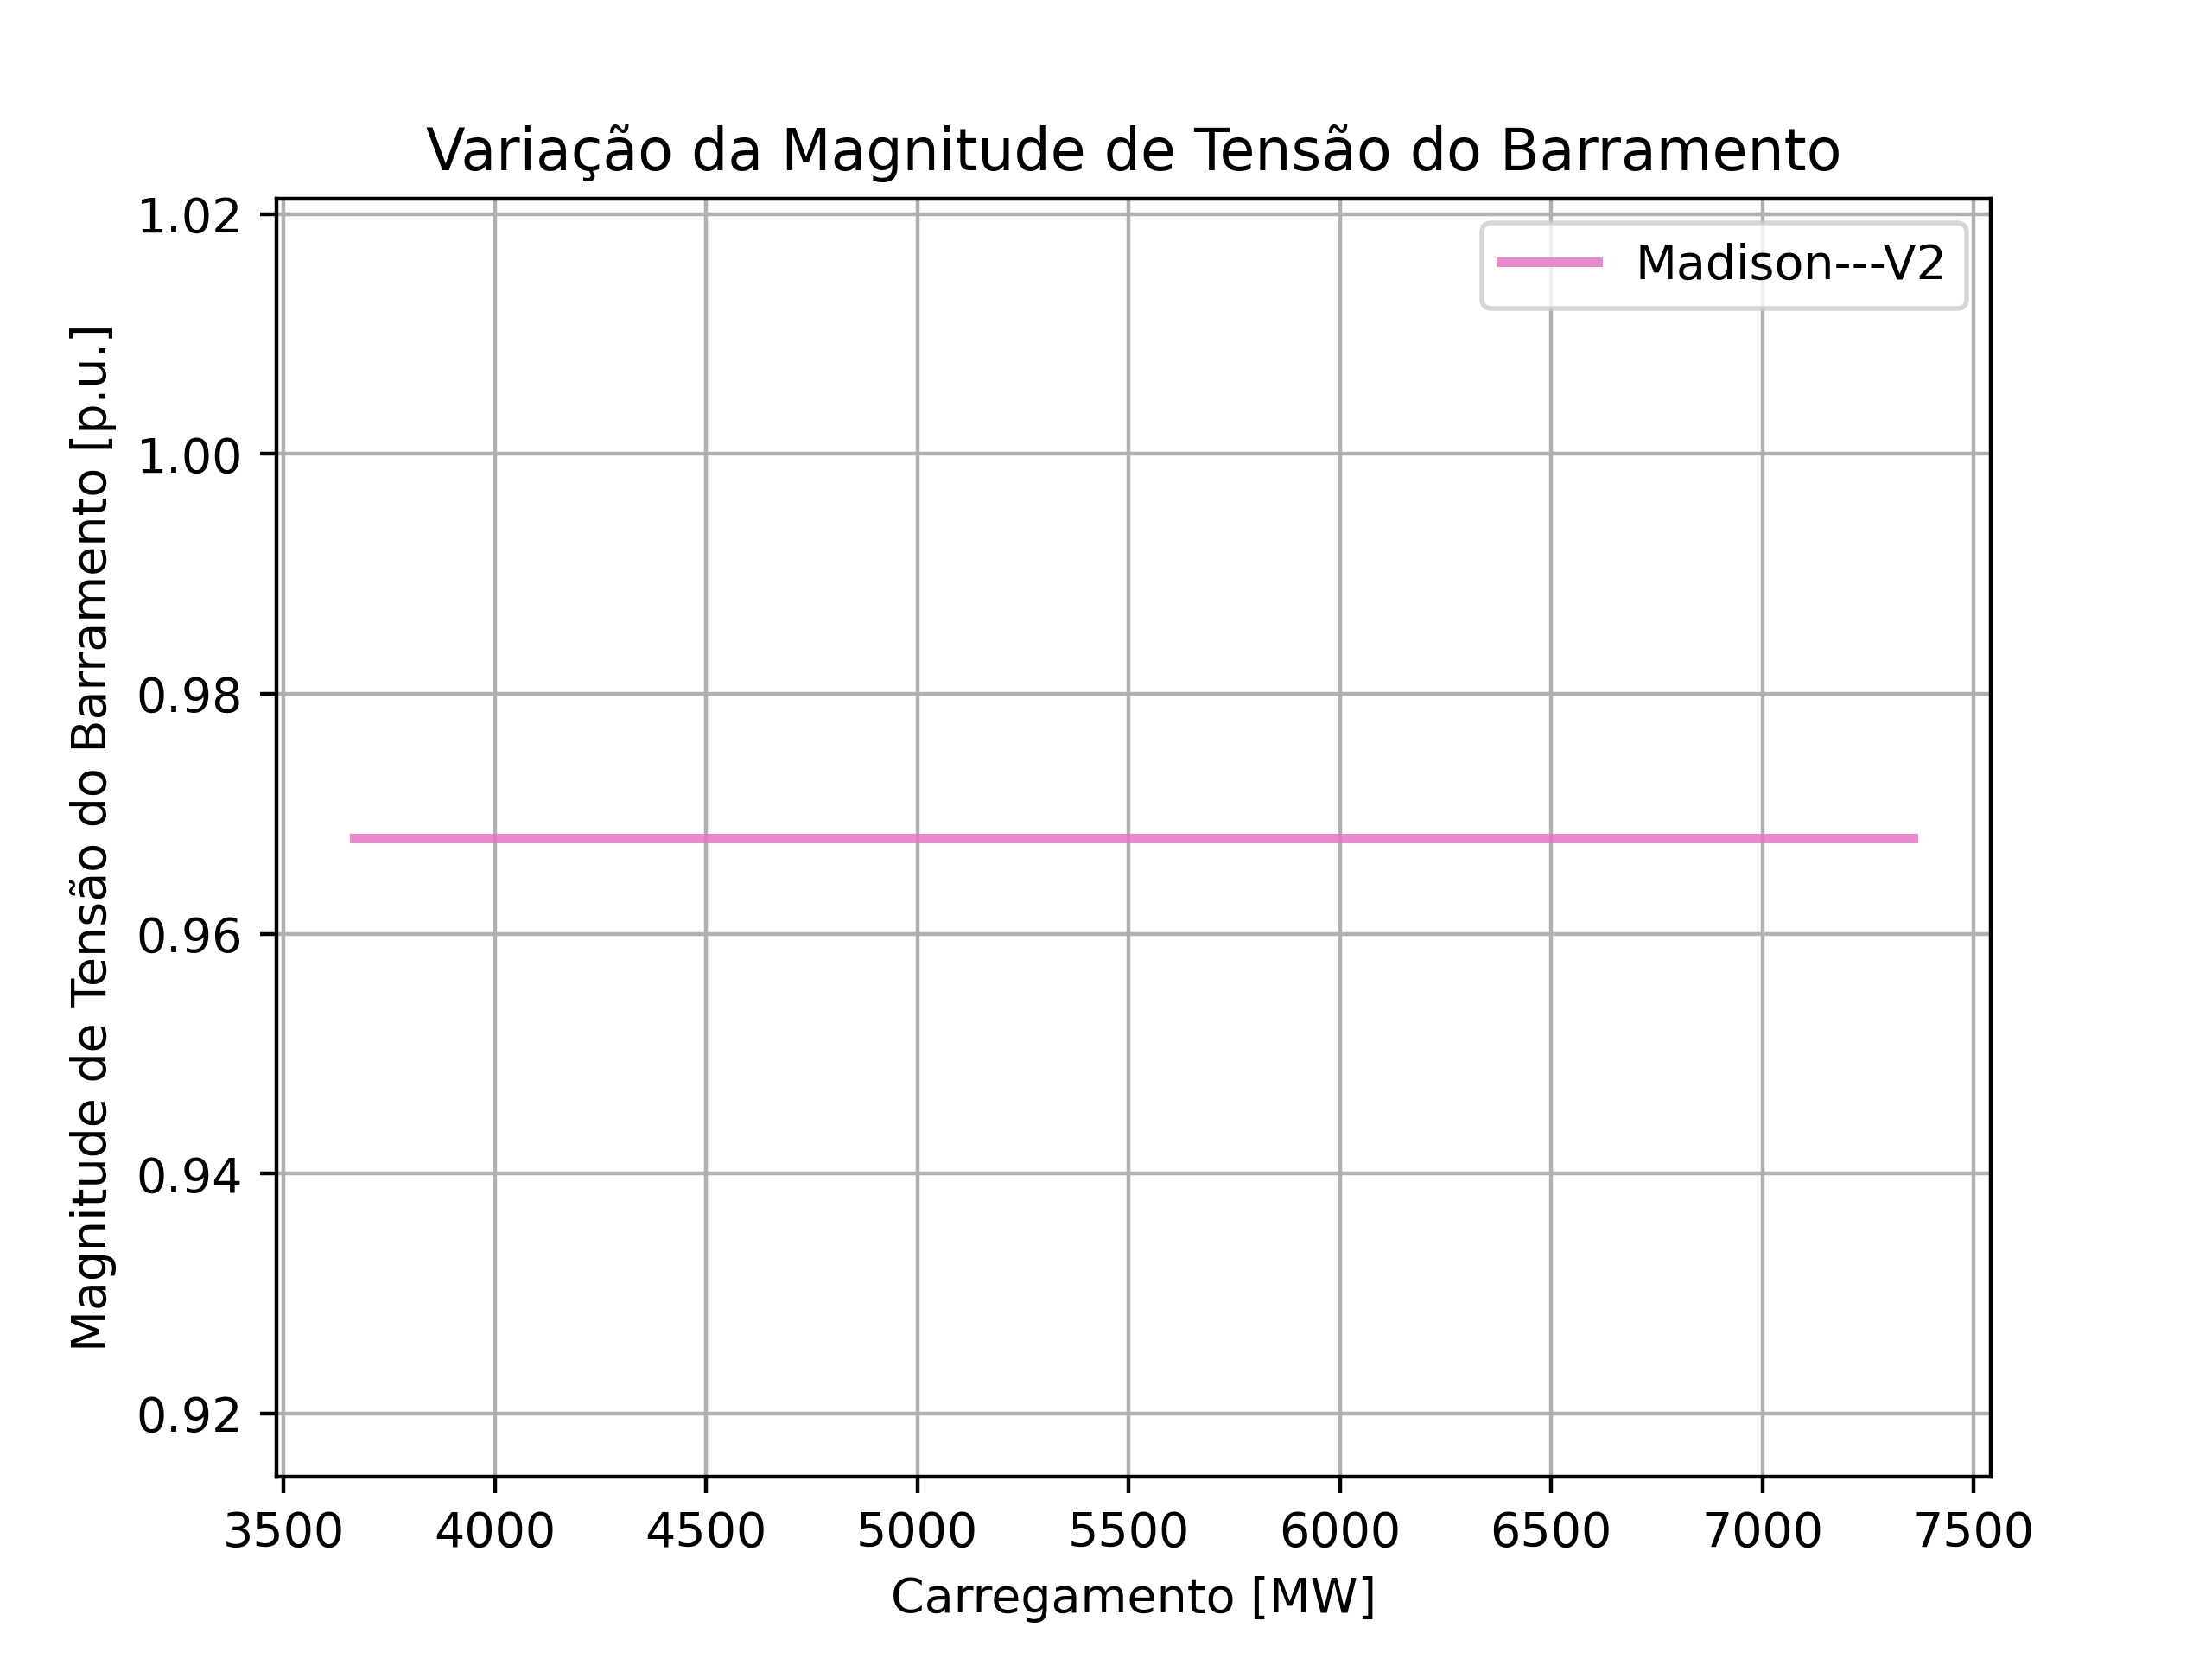 Variação da Magnitude de Tensão do Barramento
Madison---V2
Magnitude de Tensão do Barramento [p.u.]
1.02
1.00
0.98
0.96
0.94
0.92
3500 4000 4500 5000 5500 6000 6500 7000 7500
Carregamento [MW]